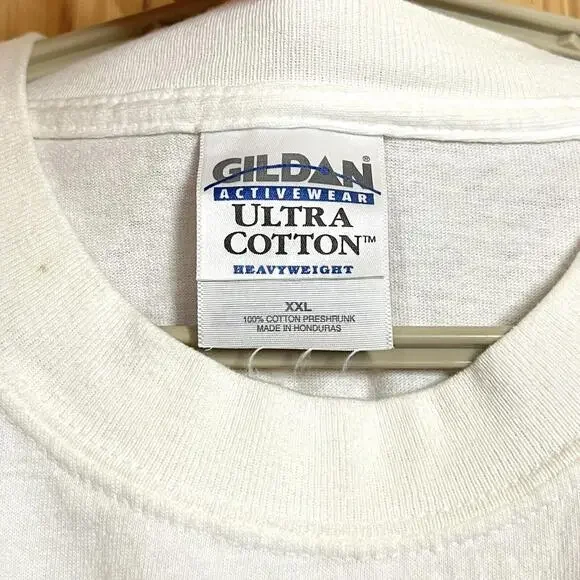 GILDAN®
ACTIVEWEAR
ULTRA
COTTON™
HEAVYWEIGHT
XXL
100% COTTON PRESHRUNK
MADE IN HONDURAS